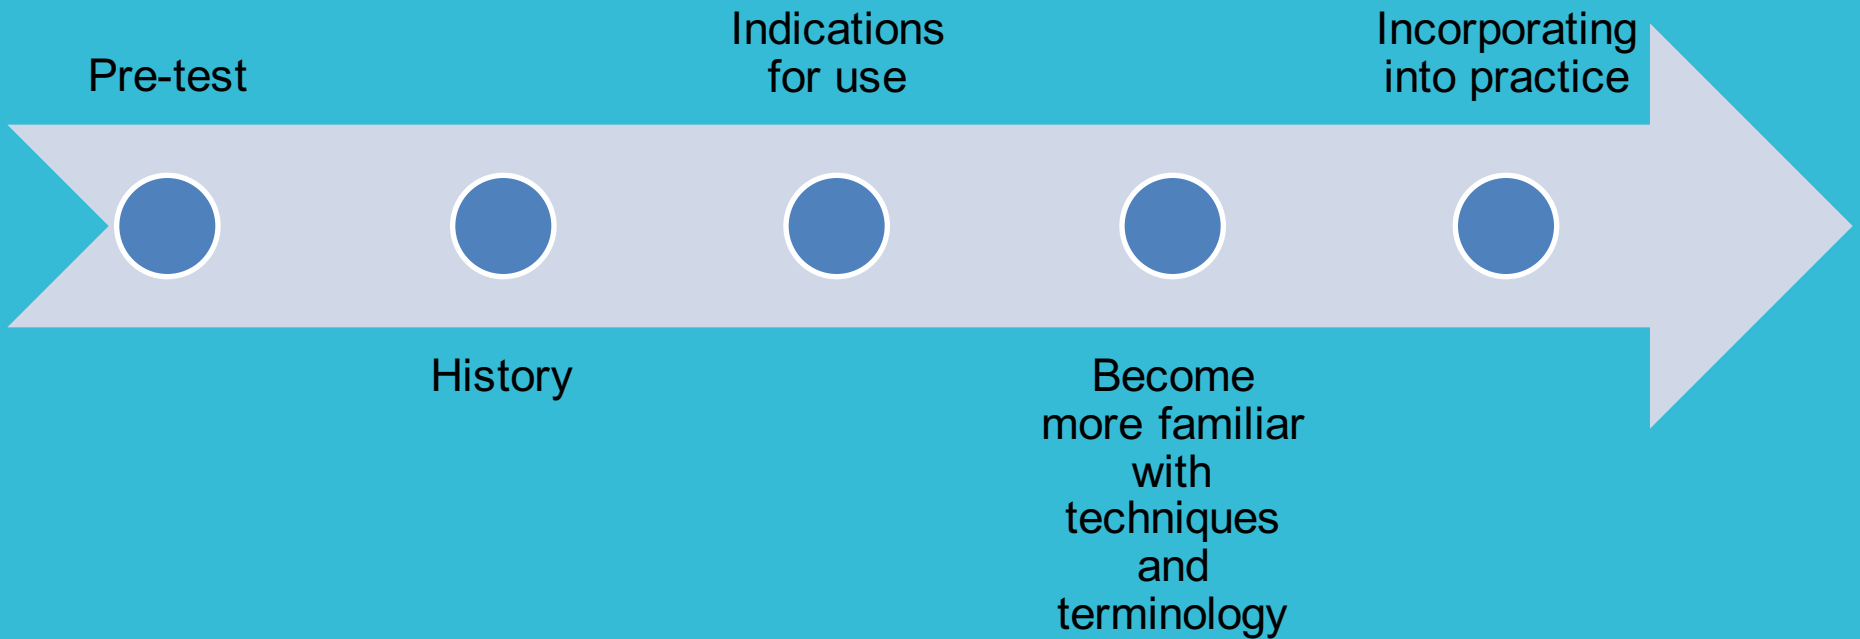 Pre-test
History
Indications
for use
Become
more familiar
with
techniques
and
terminology
Incorporating
into practice